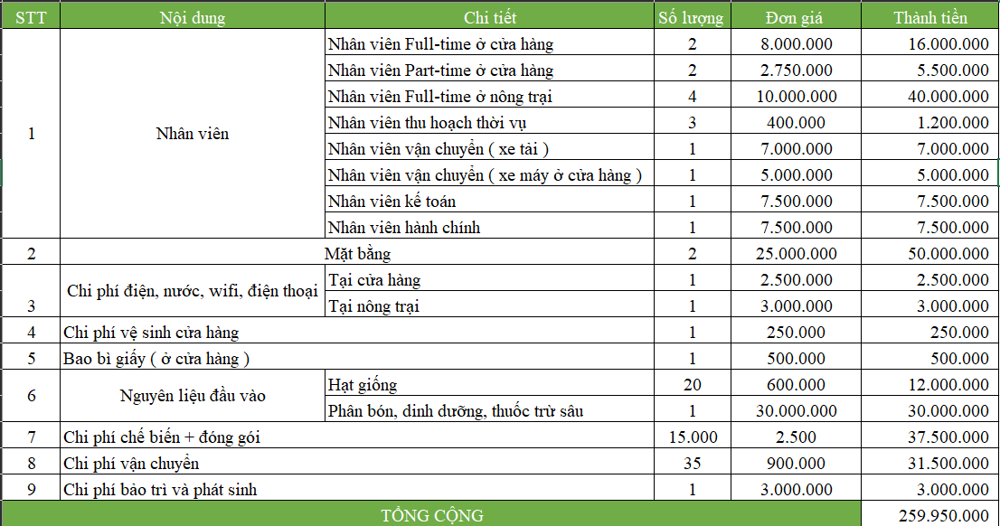 STT Nội dung Chi tiết Số lượng Đơn giá Thành tiền
Nhân viên Full-time ở cửa hàng 2 8.000.000 16.000.000
Nhân viên Part-time ở cửa hàng 2 2.750.000 5.500.000
Nhân viên Full-time ở nông trại 4 10.000.000 40.000.000
Nhân viên thu hoạch thời vụ 3 400.000 1.200.000
1 Nhân viên
Nhân viên vận chuyển ( xe tải ) 1 7.000.000 7.000.000
Nhân viên vận chuyển ( xe máy ở cửa hàng ) 1 5.000.000 5.000.000
Nhân viên kế toán 1 7.500.000 7.500.000
Nhân viên hành chính 1 7.500.000 7.500.000
2 Mặt bằng 2 25.000.000 50.000.000
Tại cửa hàng 1 2.500.000 2.500.000
Chi phí điện, nước, wifi, điện thoại
3 Tại nông trại 1 3.000.000 3.000.000
4 Chi phí vệ sinh cửa hàng 1 250.000 250.000
5 Bao bì giấy ( ở cửa hàng ) 1 500.000 500.000
Hạt giống 20 600.000 12.000.000
6 Nguyên liệu đầu vào
Phân bón, dinh dưỡng, thuốc trừ sâu 1 30.000.000 30.000.000
7 Chi phí chế biến + đóng gói 15.000 2.500 37.500.000
8 Chi phí vận chuyển 35 900.000 31.500.000
9 Chi phí bảo trì và phát sinh 1 3.000.000 3.000.000
TỔNG CỘNG 259.950.000